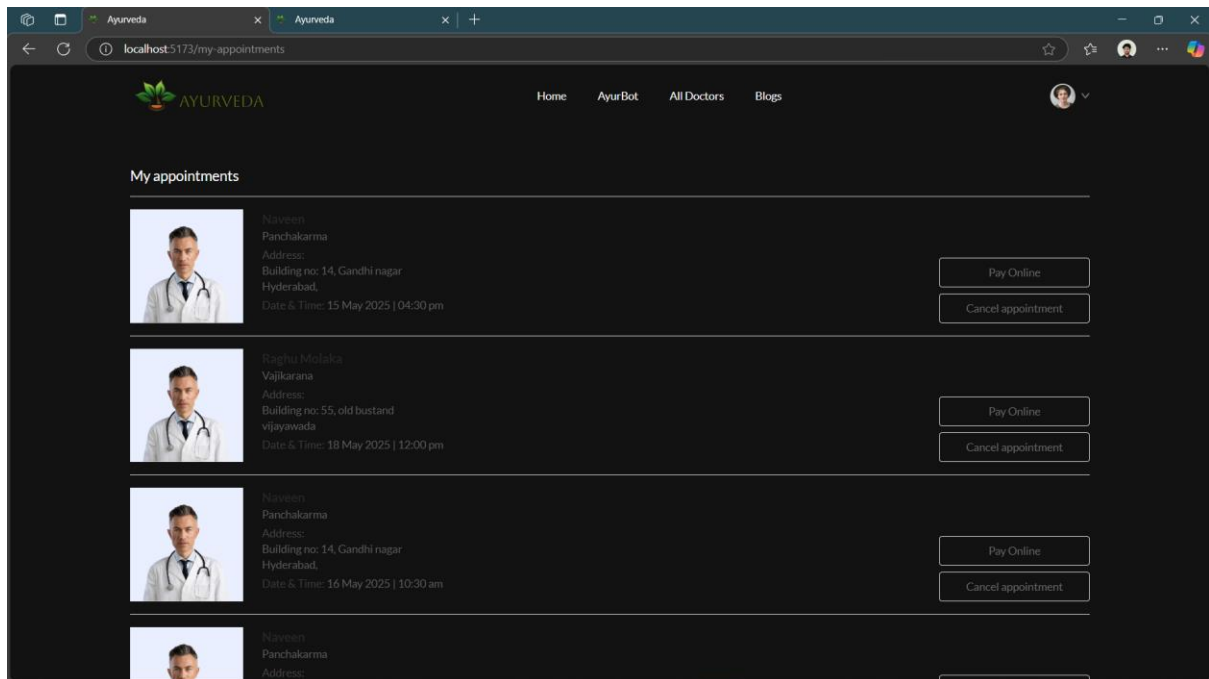 Ayurveda
Ayurveda
localhost:5173/my-appointments
AYURVEDA
Home AyurBot All Doctors Blogs
My appointments
Naveen
Panchakarma
Address:
Building no: 14, Gandhi nagar
Hyderabad,
Date & Time: 15 May 2025 | 04:30 pm
Pay Online
Cancel appointment
Raghu Molaka
Vajikarana
Address:
Building no: 55, old bustand
vijayawada
Date & Time: 18 May 2025 | 12:00 pm
Pay Online
Cancel appointment
Naveen
Panchakarma
Address:
Building no: 14, Gandhi nagar
Hyderabad,
Date & Time: 16 May 2025 | 10:30 am
Pay Online
Cancel appointment
Naveen
Panchakarma
Address: